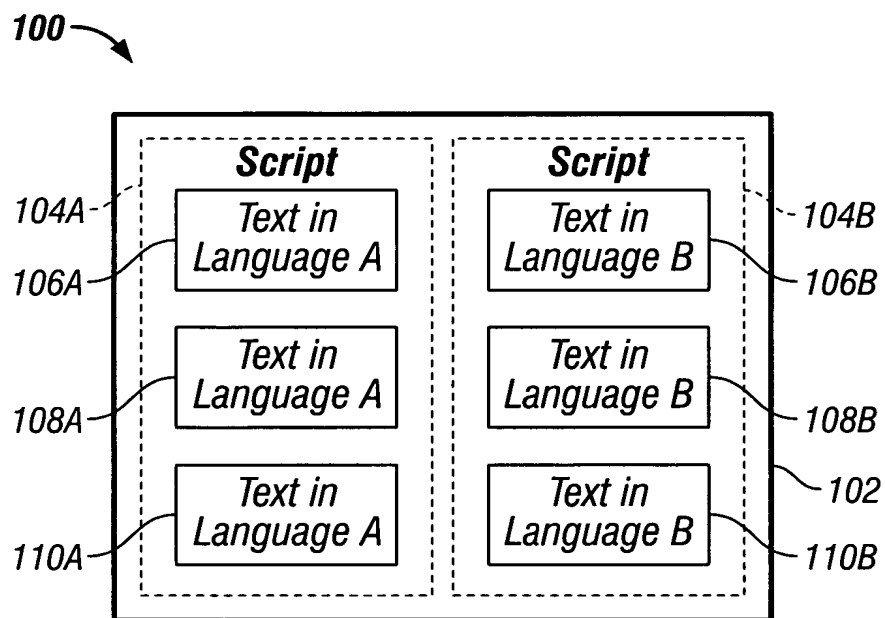 100
Script
Script
104A
Text in
Language A
106A
Text in
Language B
104B
106B
Text in
Language A
108A
Text in
Language B
108B
102
Text in
Language A
110A
Text in
Language B
110B